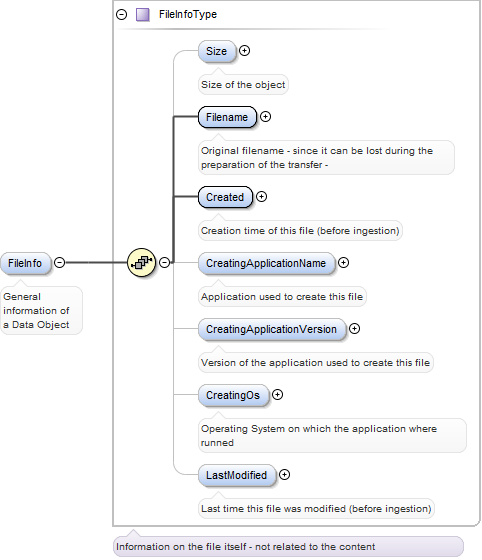 FileInfoType
Size
Size of the object
Filename
Original filename - since it can be lost during the
preparation of the transfer -
Created
Creation time of this file (before ingestion)
FileInfo
General
information of
a Data Object
CreatingApplicationName
Application used to create this file
CreatingApplicationVersion
Version of the application used to create this file
CreatingOs
Operating System on which the application where
runned
LastModified
Last time this file was modified (before ingestion)
Information on the file itself - not related to the content